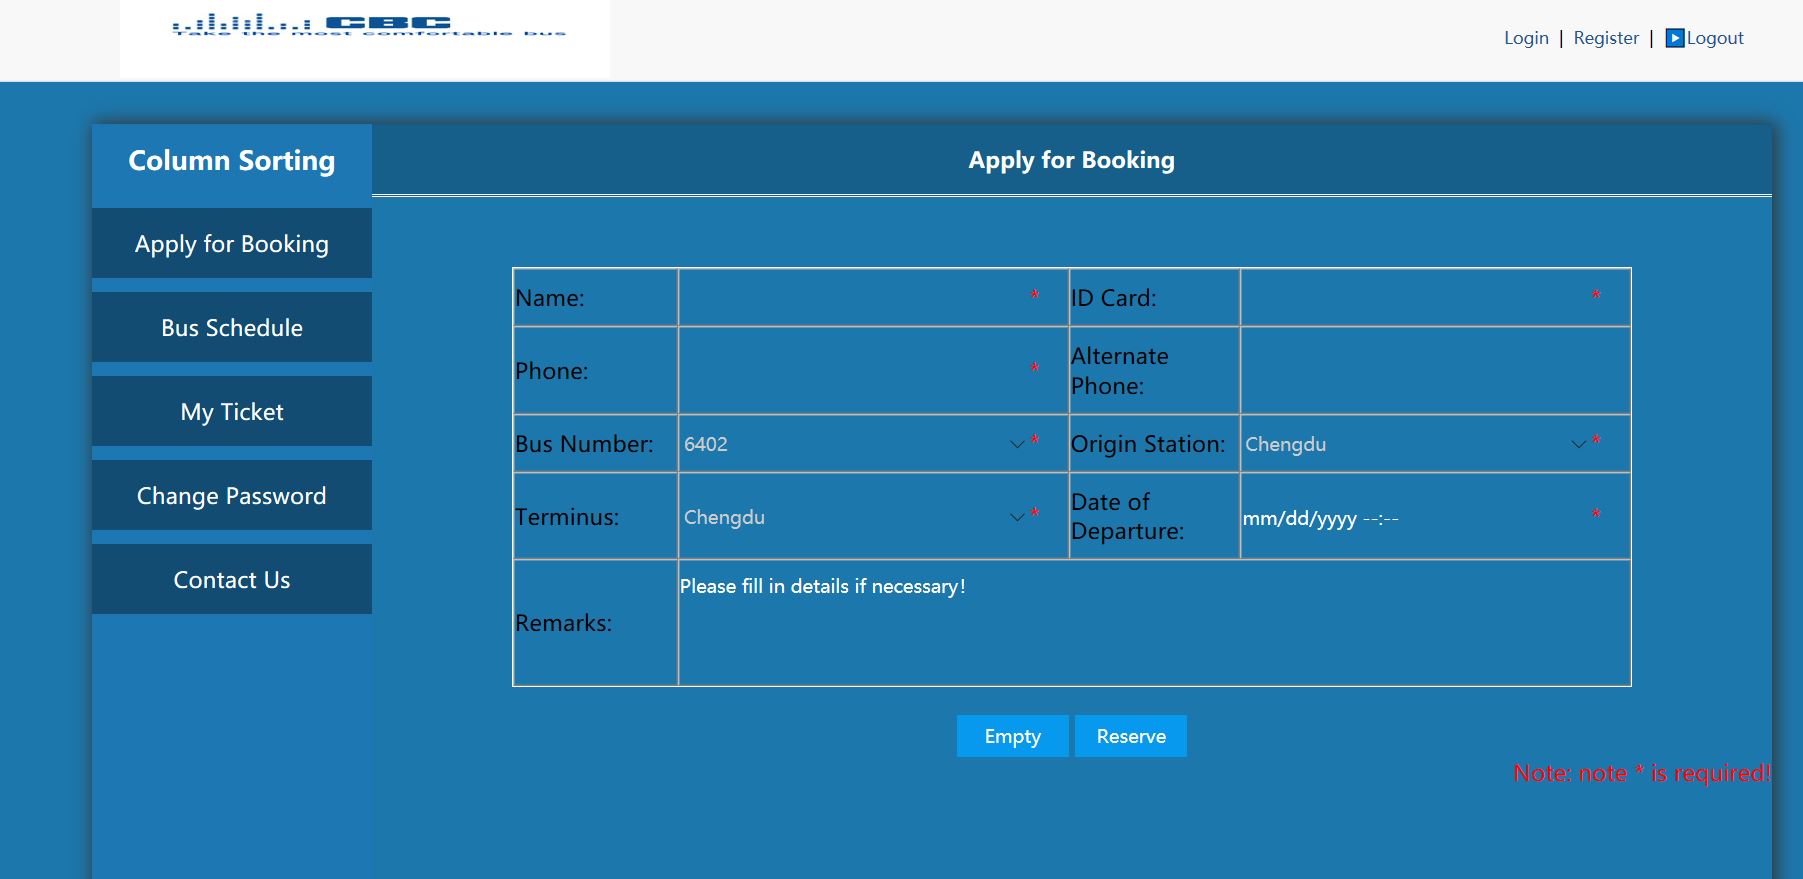 CBC
Take the most comfortable bus
Login | Register | Logout
Column Sorting
Apply for Booking
Apply for Booking
Bus Schedule
My Ticket
Change Password
Contact Us
Name: * ID Card: *
Phone: * Alternate
Phone:
Bus Number: 6402 * Origin Station: Chengdu *
Terminus: Chengdu * Date of
Departure: mm/dd/yyyy --:-- *
Remarks: Please fill in details if necessary!
Empty Reserve
Note: note * is required!